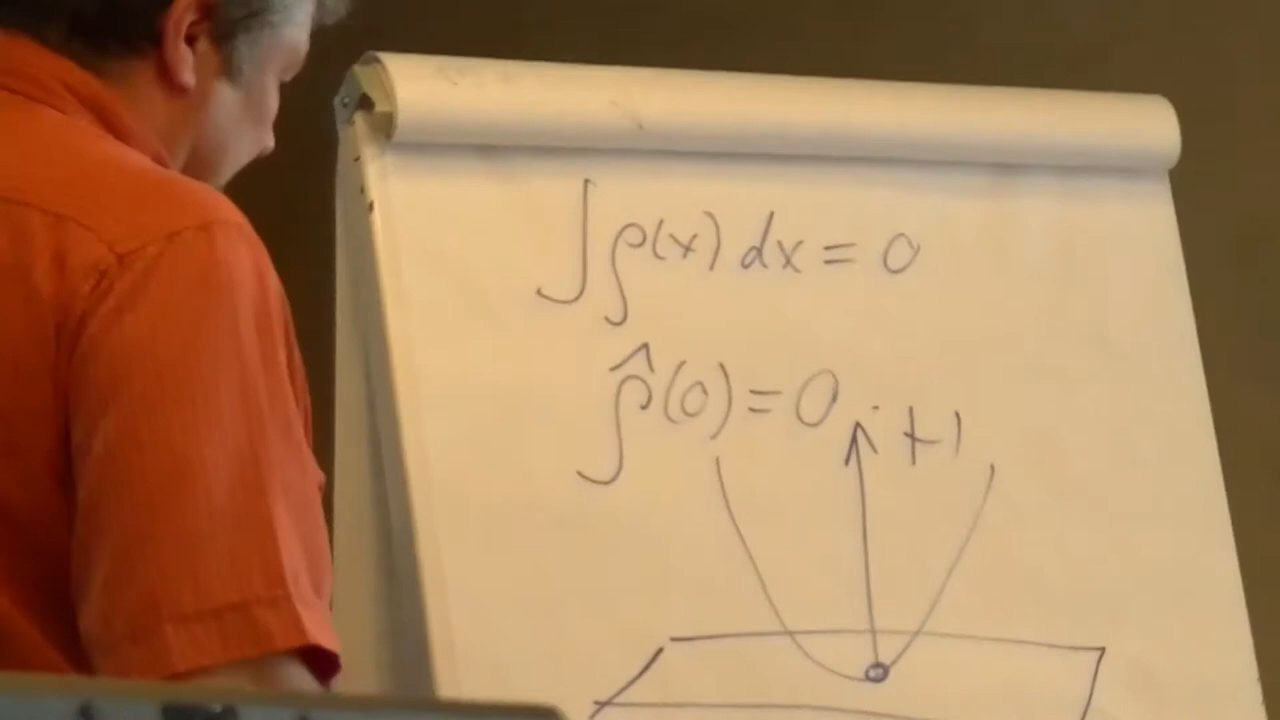 ∫ρ(x) dx = 0
ρ̂(0) = 0
+1